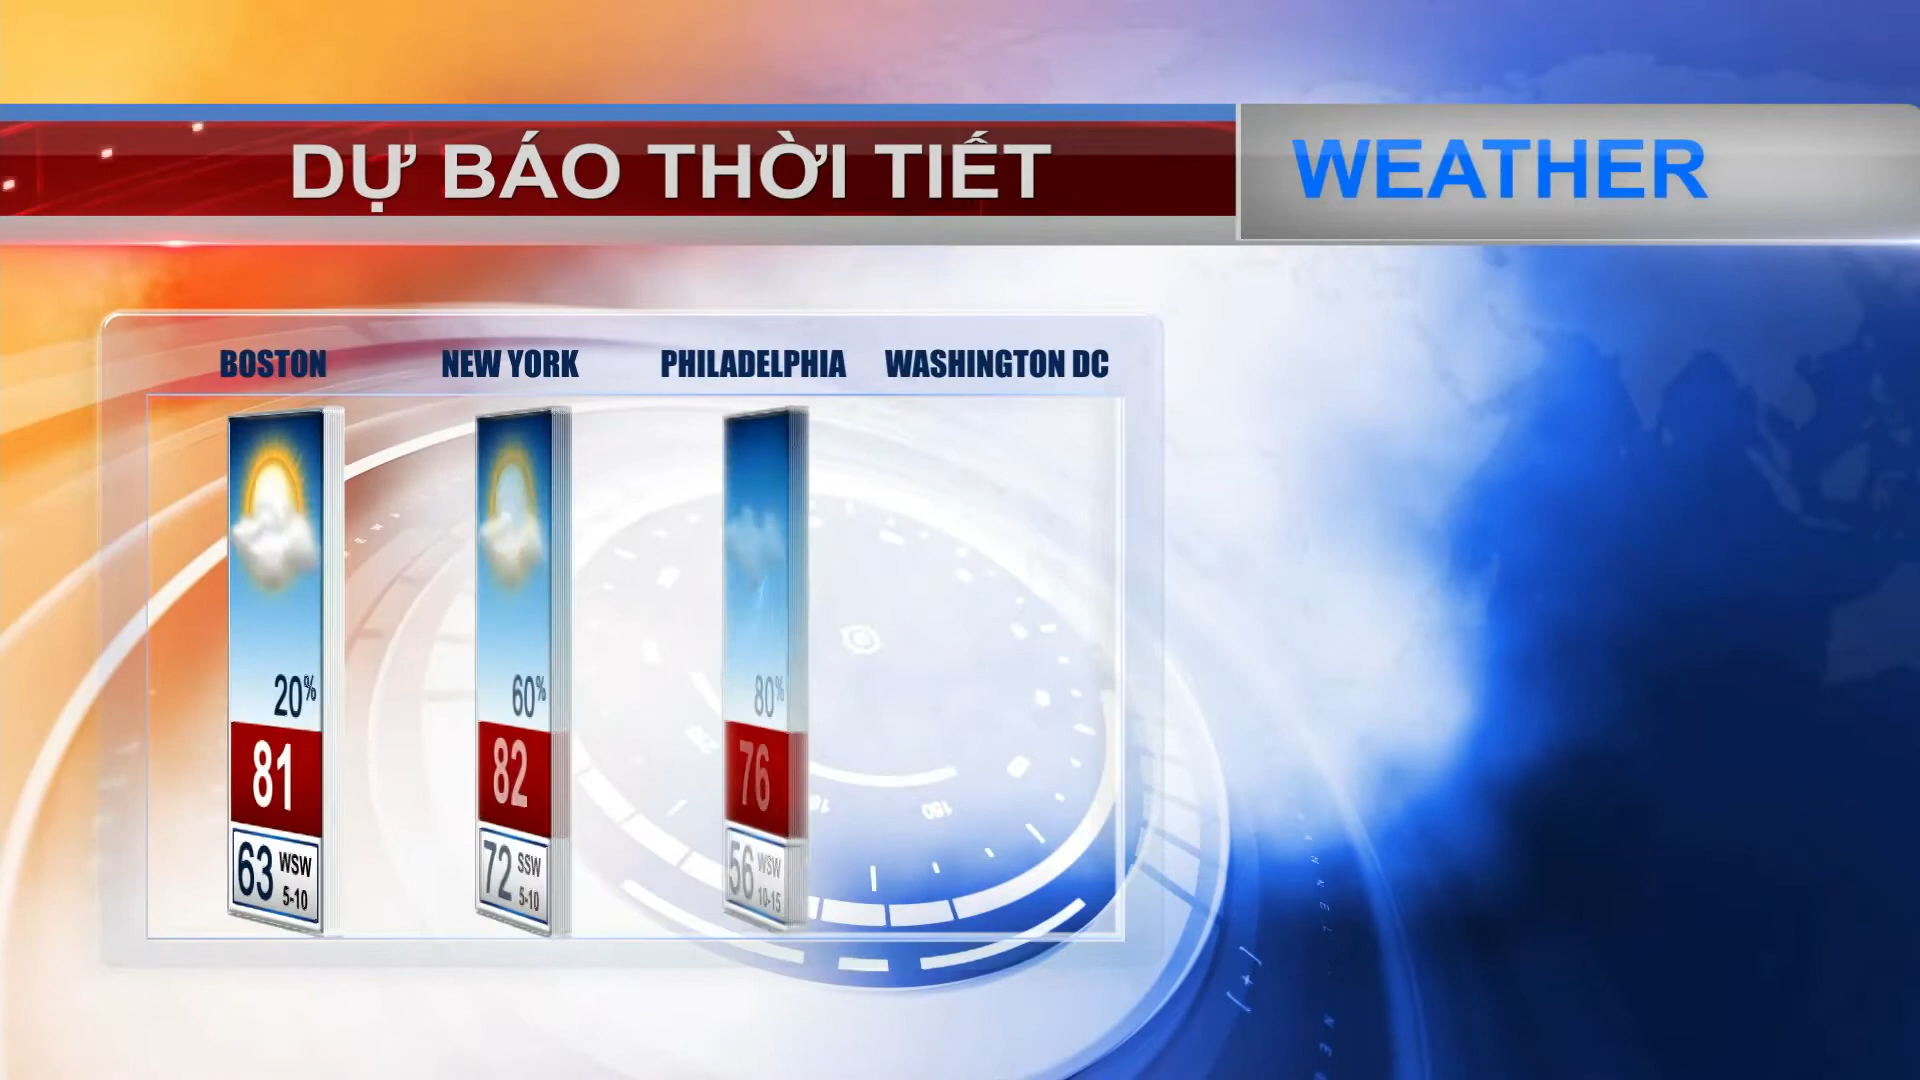 DỰ BÁO THỜI TIẾT
WEATHER
BOSTON
NEW YORK
PHILADELPHIA
WASHINGTON DC
20%
81
63
WSW
5-10
60%
82
72
SSW
5-10
80%
76
56
WSW
10-15
180